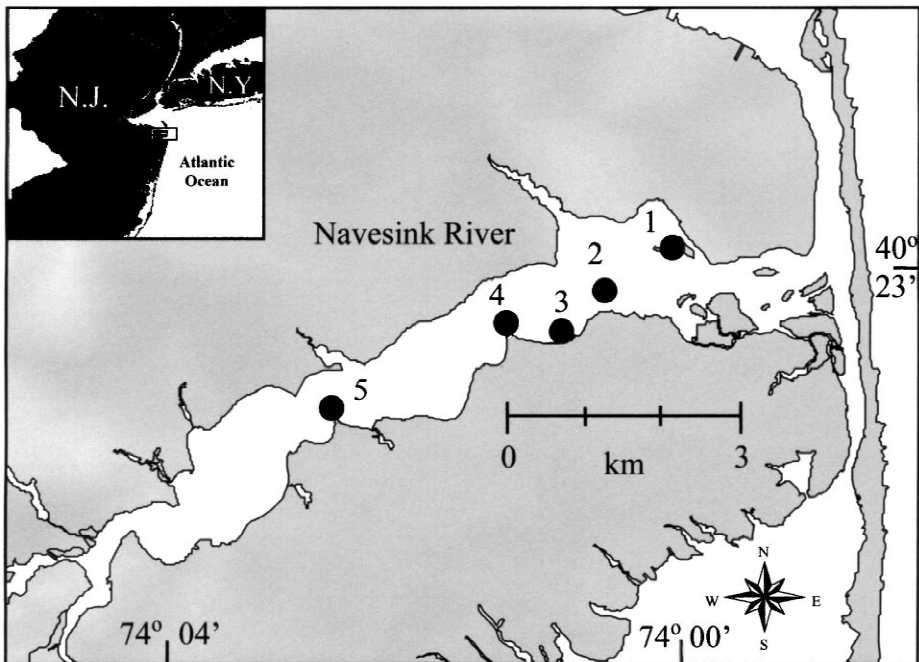 N.J.
N.Y
Atlantic
Ocean
Navesink River
1
2
40º
23'
4
3
5
0
km
3
N
W
E
S
74º 04'
74º 00'